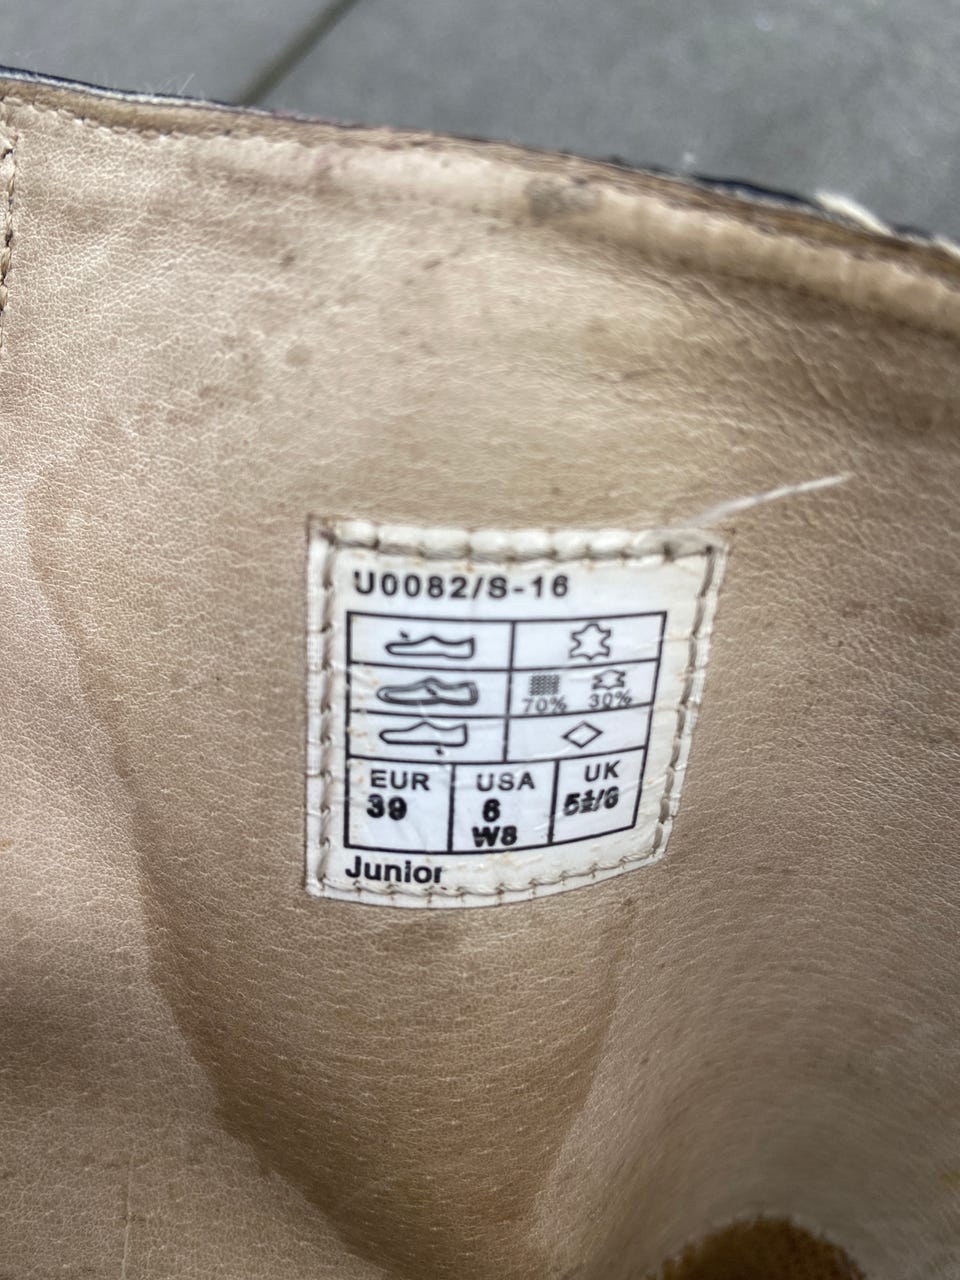 U0082/S-16
70% 30%
EUR USA UK
39 6 5½/6
W8
Junior